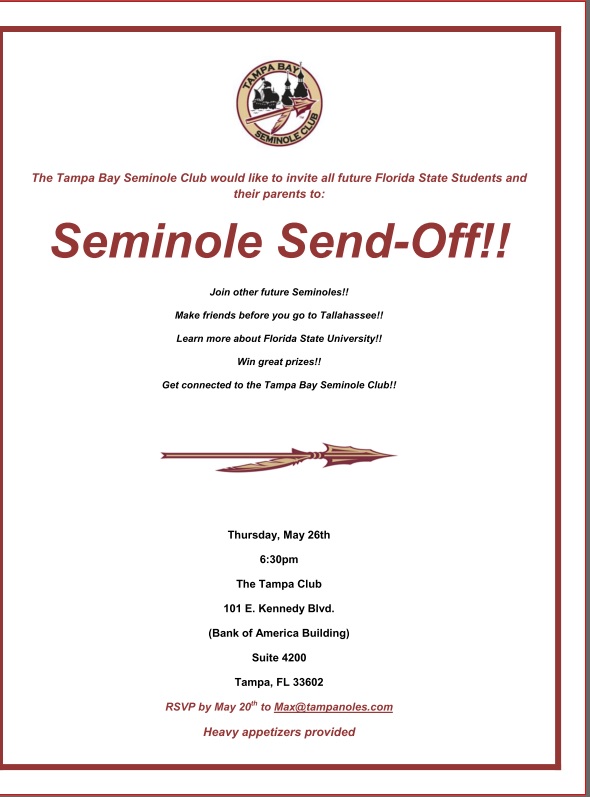 TAMPA BAY
SEMINOLE CLUB
The Tampa Bay Seminole Club would like to invite all future Florida State Students and
their parents to:
Seminole Send-Off!!
Join other future Seminoles!!
Make friends before you go to Tallahassee!!
Learn more about Florida State University!!
Win great prizes!!
Get connected to the Tampa Bay Seminole Club!!
Thursday, May 26th
6:30pm
The Tampa Club
101 E. Kennedy Blvd.
(Bank of America Building)
Suite 4200
Tampa, FL 33602
RSVP by May 20th to Max@tampanoles.com
Heavy appetizers provided